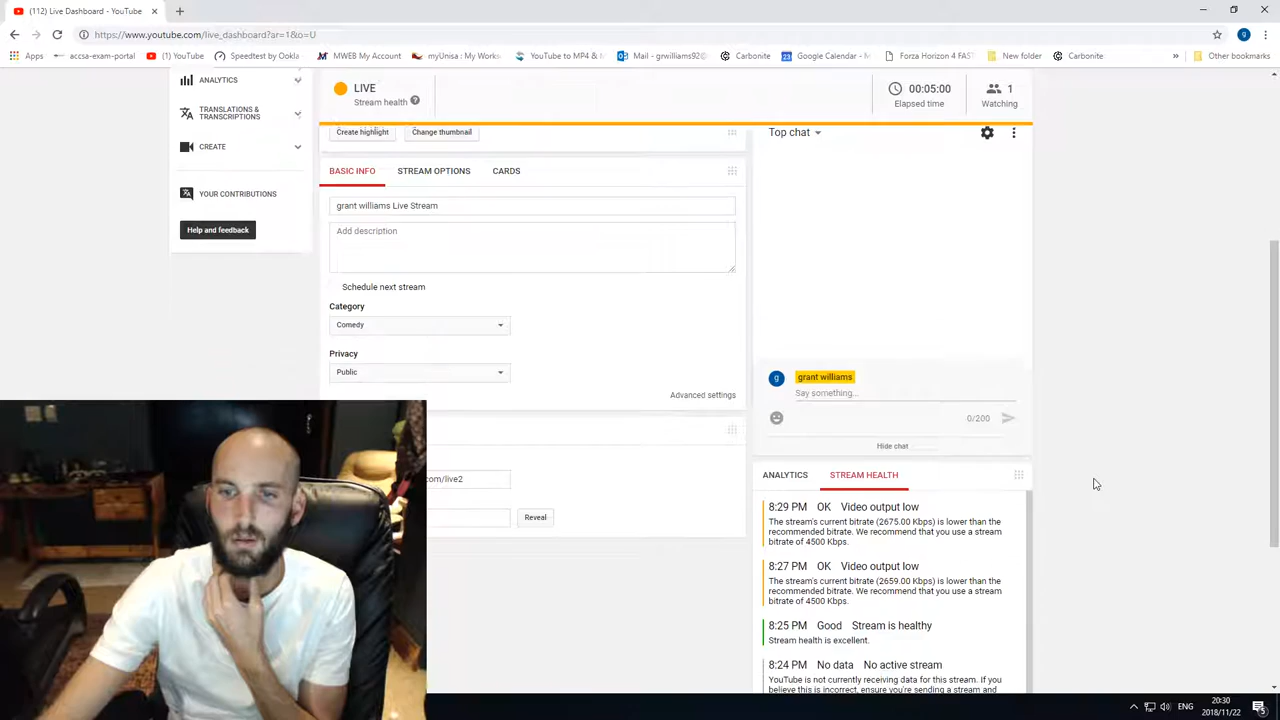 (112) Live Dashboard - YouTube
https://www.youtube.com/live_dashboard?ar=1&o=U
Apps accsa-exam-portal (1) YouTube Speedtest by Ookla MWEB My Account myUnisa : My Works YouTube to MP4 & M Mail - grwilliams92@ Carbonite Google Calendar - M Forza Horizon 4 FAST New folder Carbonite » Other bookmarks
ANALYTICS
TRANSLATIONS &
TRANSCRIPTIONS
CREATE
YOUR CONTRIBUTIONS
Help and feedback
LIVE
Stream health
00:05:00
Elapsed time
1
Watching
Create highlight Change thumbnail
BASIC INFO STREAM OPTIONS CARDS
grant williams Live Stream
Add description
Schedule next stream
Category
Comedy
Privacy
Public
Advanced settings
com/live2
Reveal
Top chat
g grant williams
Say something...
0/200
Hide chat
ANALYTICS STREAM HEALTH
8:29 PM OK Video output low
The stream's current bitrate (2675.00 Kbps) is lower than the
recommended bitrate. We recommend that you use a stream
bitrate of 4500 Kbps.
8:27 PM OK Video output low
The stream's current bitrate (2659.00 Kbps) is lower than the
recommended bitrate. We recommend that you use a stream
bitrate of 4500 Kbps.
8:25 PM Good Stream is healthy
Stream health is excellent.
8:24 PM No data No active stream
YouTube is not currently receiving data for this stream. If you
believe this is incorrect, ensure you're sending a stream and
ENG
20:30
2018/11/22